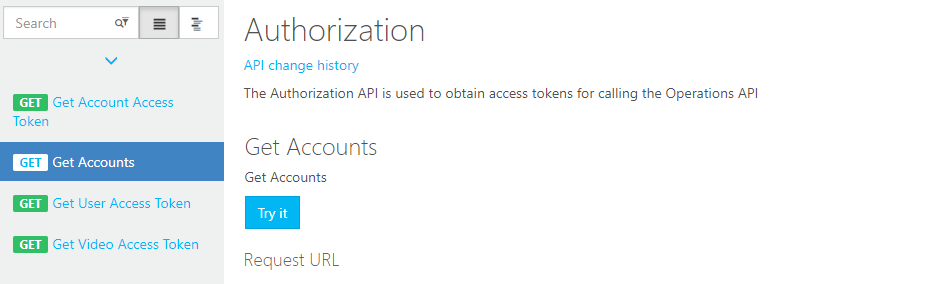 Search
GET Get Account Access
Token
GET Get Accounts
GET Get User Access Token
GET Get Video Access Token
Authorization
API change history
The Authorization API is used to obtain access tokens for calling the Operations API
Get Accounts
Get Accounts
Try it
Request URL